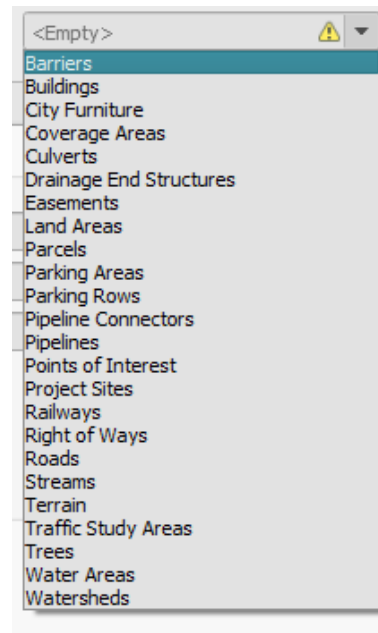 <Empty>
Barriers
Buildings
City Furniture
Coverage Areas
Culverts
Drainage End Structures
Easements
Land Areas
Parcels
Parking Areas
Parking Rows
Pipeline Connectors
Pipelines
Points of Interest
Project Sites
Railways
Right of Ways
Roads
Streams
Terrain
Traffic Study Areas
Trees
Water Areas
Watersheds